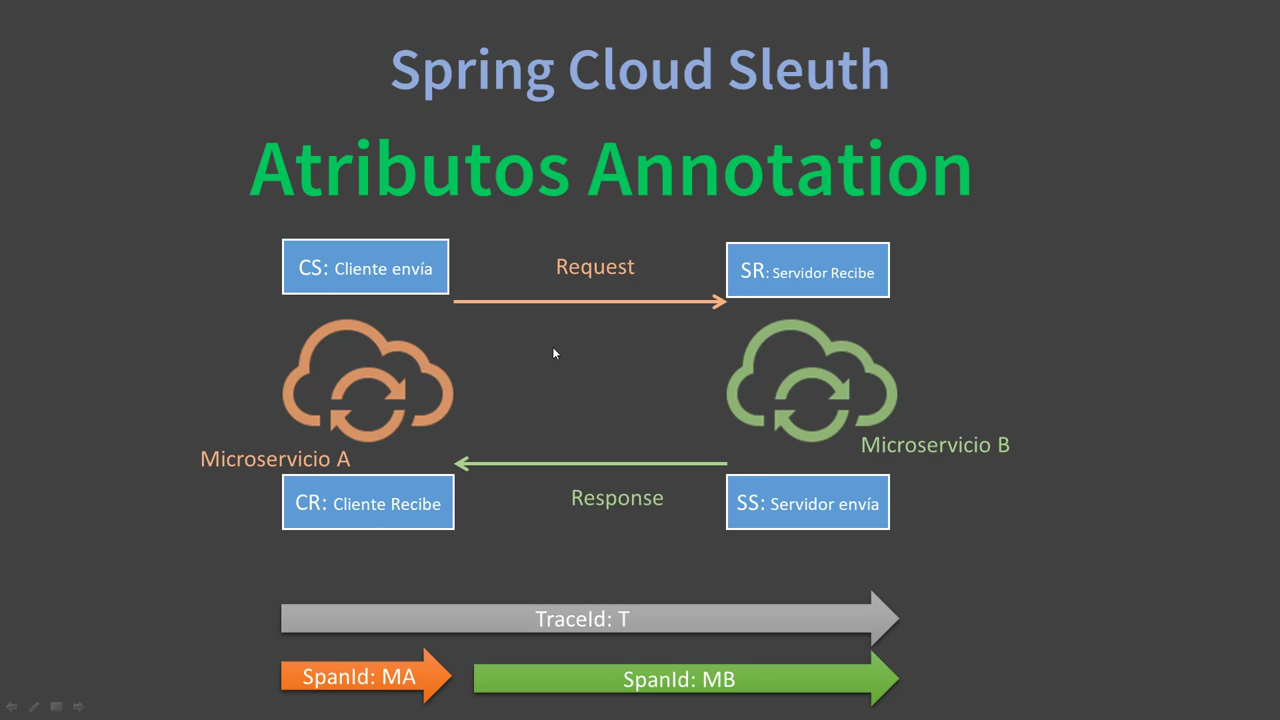 Spring Cloud Sleuth
Atributos Annotation
CS: Cliente envía
Request
SR: Servidor Recibe
Microservicio A
Microservicio B
CR: Cliente Recibe
Response
SS: Servidor envía
TraceId: T
SpanId: MA
SpanId: MB